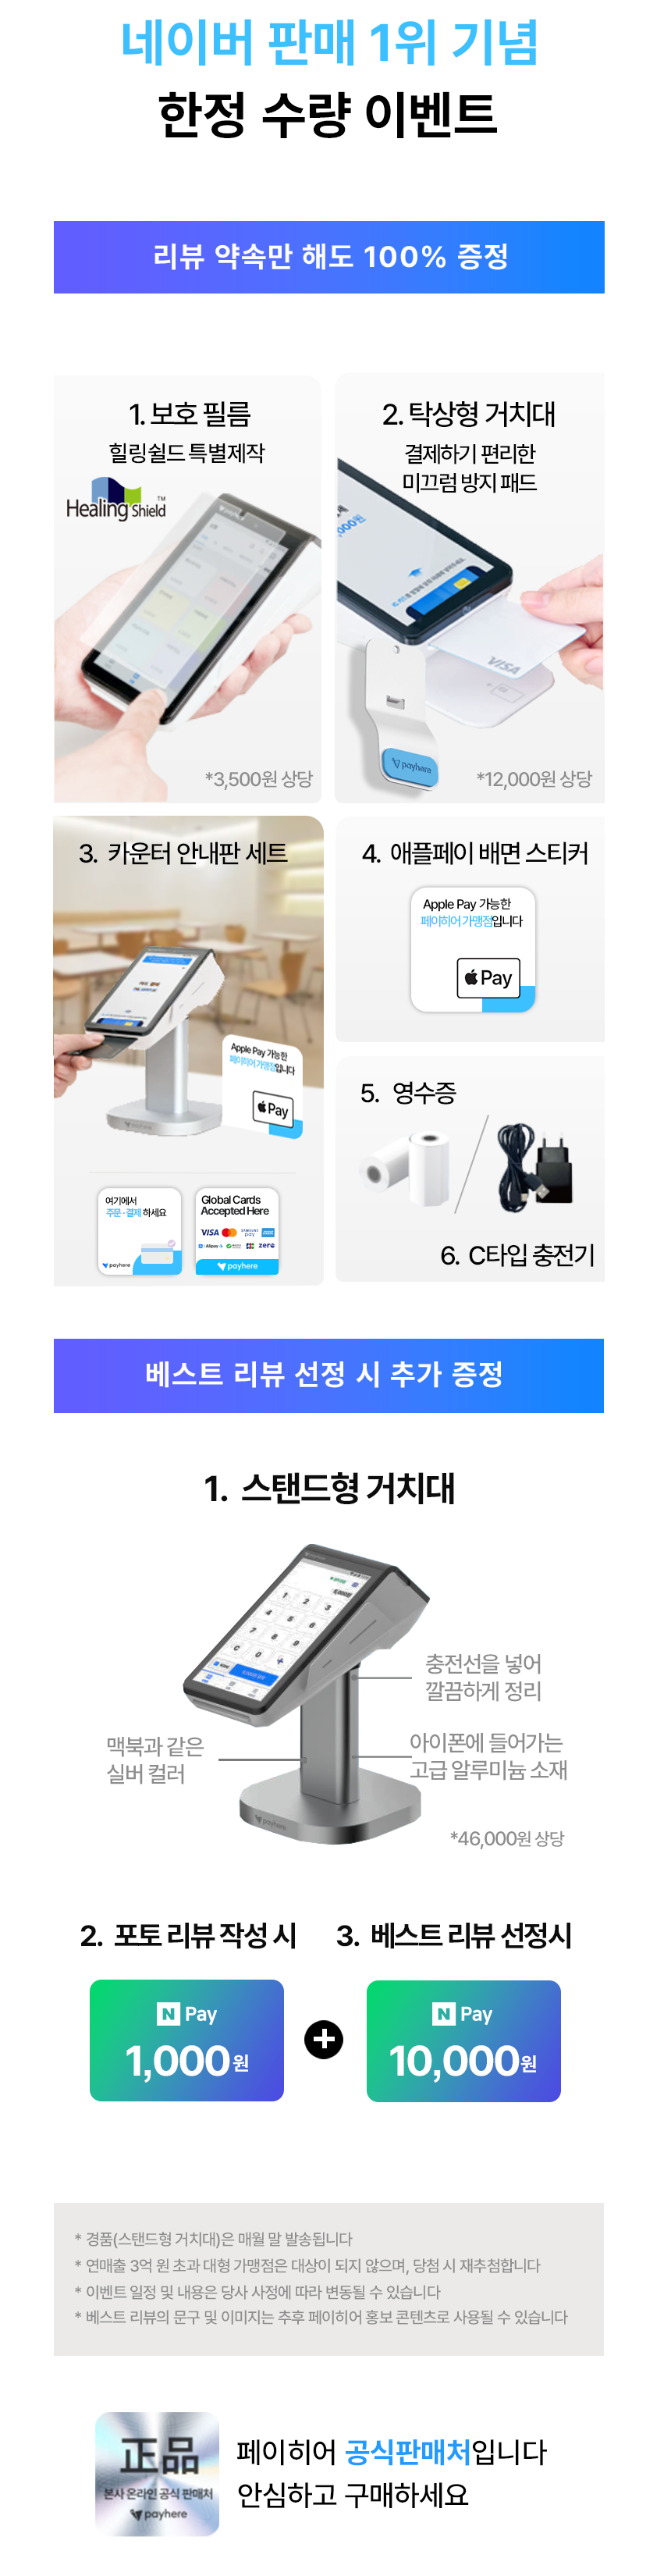 네이버 판매 1위 기념
한정 수량 이벤트
리뷰 약속만 해도 100% 증정
1. 보호 필름
힐링쉴드 특별제작
Healing Shield TM
*3,500원 상당
2. 탁상형 거치대
결제하기 편리한
미끄럼 방지 패드
,000원
VISA
payhere
*12,000원 상당
3. 카운터 안내판 세트
Apple Pay 가능한
페이히어 가맹점입니다
Pay
payhere
여기에서
주문·결제 하세요
payhere
Global Cards
Accepted Here
VISA
zero
payhere
4. 애플페이 배면 스티커
Apple Pay 가능한
페이히어 가맹점입니다
Pay
5. 영수증
6. C타입 충전기
베스트 리뷰 선정 시 추가 증정
1. 스탠드형 거치대
1 2 3
4 5 6
7 8 9
C 0
충전선을 넣어
깔끔하게 정리
맥북과 같은
실버 컬러
아이폰에 들어가는
고급 알루미늄 소재
payhere
*46,000원 상당
2. 포토 리뷰 작성 시
3. 베스트 리뷰 선정시
N Pay
1,000원
+
N Pay
10,000원
* 경품(스탠드형 거치대)은 매월 말 발송됩니다
* 연매출 3억 원 초과 대형 가맹점은 대상이 되지 않으며, 당첨 시 재추첨합니다
* 이벤트 일정 및 내용은 당사 사정에 따라 변동될 수 있습니다
* 베스트 리뷰의 문구 및 이미지는 추후 페이히어 홍보 콘텐츠로 사용될 수 있습니다
正品
본사 온라인 공식 판매처
payhere
페이히어 공식판매처입니다
안심하고 구매하세요